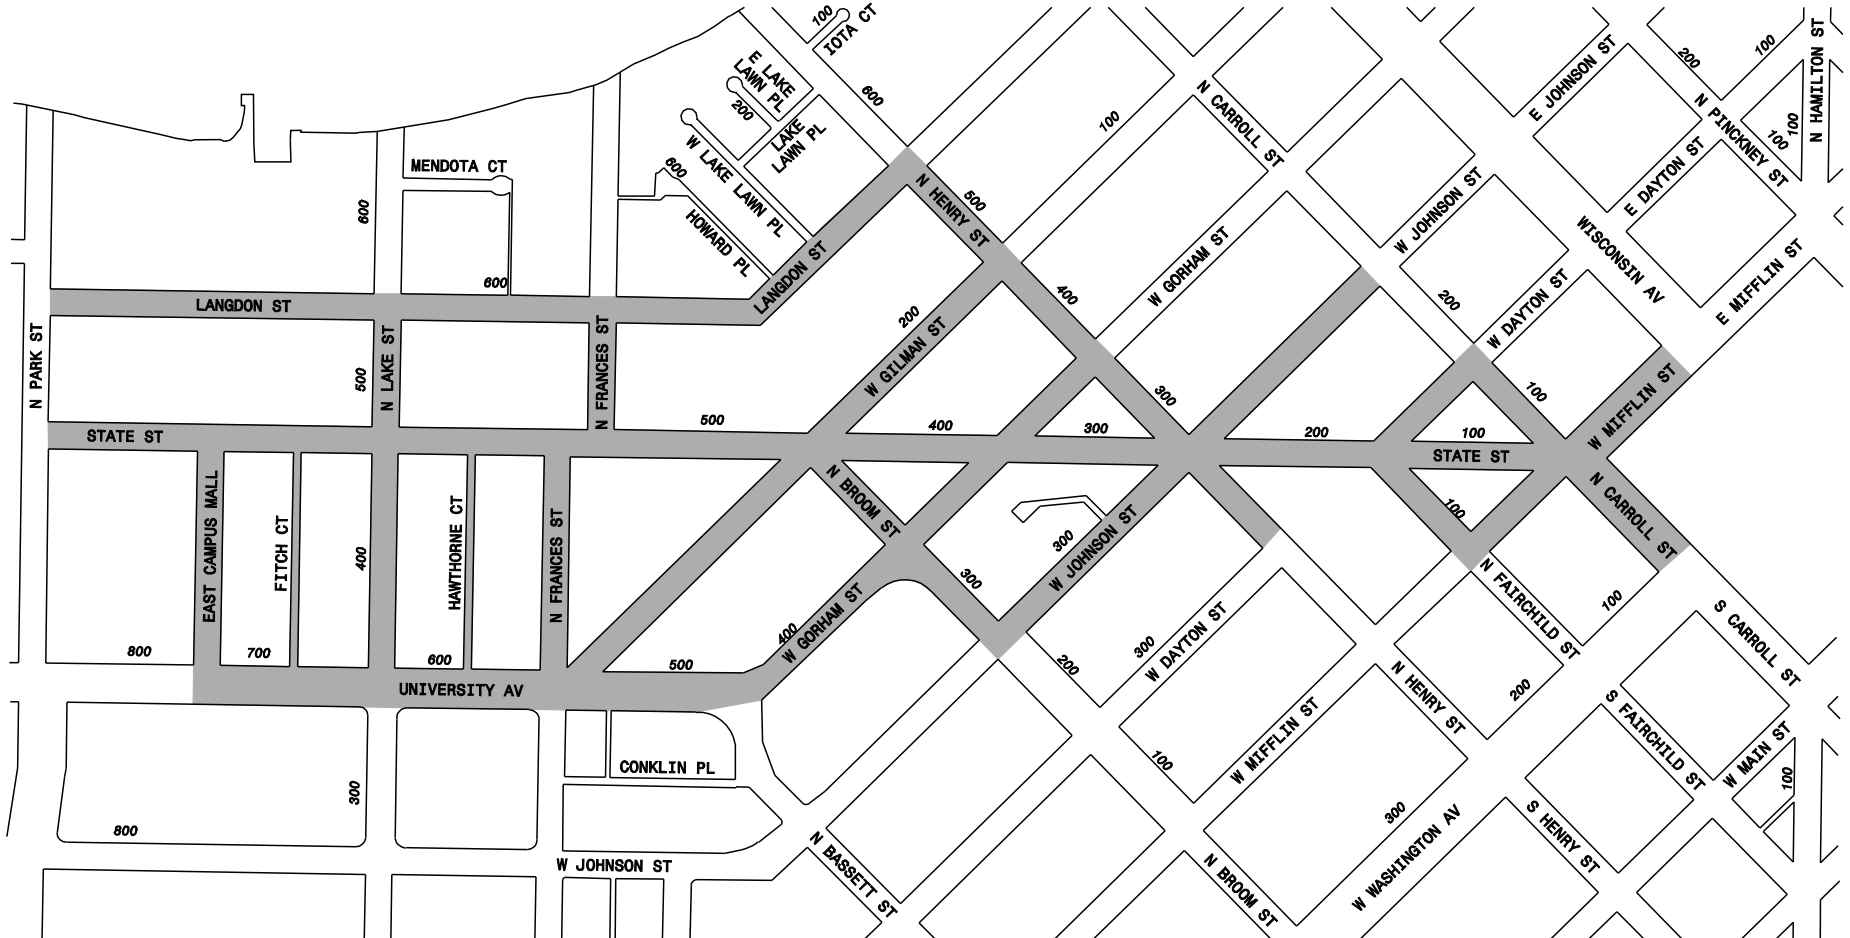 100
IOTA CT
E LAKE
LAWN PL
200
LAKE
LAWN PL
W LAKE LAWN PL
600
HOWARD PL
600
MENDOTA CT
600
600
LANGDON ST
LANGDON ST
N HENRY ST
500
100
N CARROLL ST
W GORHAM ST
400
300
E JOHNSON ST
200
100
N HAMILTON ST
N PINCKNEY ST
100
100
E DAYTON ST
W JOHNSON ST
WISCONSIN AV
E MIFFLIN ST
200
W DAYTON ST
100
W MIFFLIN ST
N PARK ST
500
N LAKE ST
N FRANCES ST
200
W GILMAN ST
STATE ST
500
400
300
200
100
STATE ST
EAST CAMPUS MALL
FITCH CT
400
HAWTHORNE CT
N FRANCES ST
N BROOM ST
300
W JOHNSON ST
100
N CARROLL ST
300
400
W GORHAM ST
N FAIRCHILD ST
100
S CARROLL ST
800
700
600
500
UNIVERSITY AV
200
300
W DAYTON ST
N HENRY ST
200
S FAIRCHILD ST
W MAIN ST
100
100
W MIFFLIN ST
CONKLIN PL
300
800
W JOHNSON ST
N BASSETT ST
N BROOM ST
300
W WASHINGTON AV
S HENRY ST